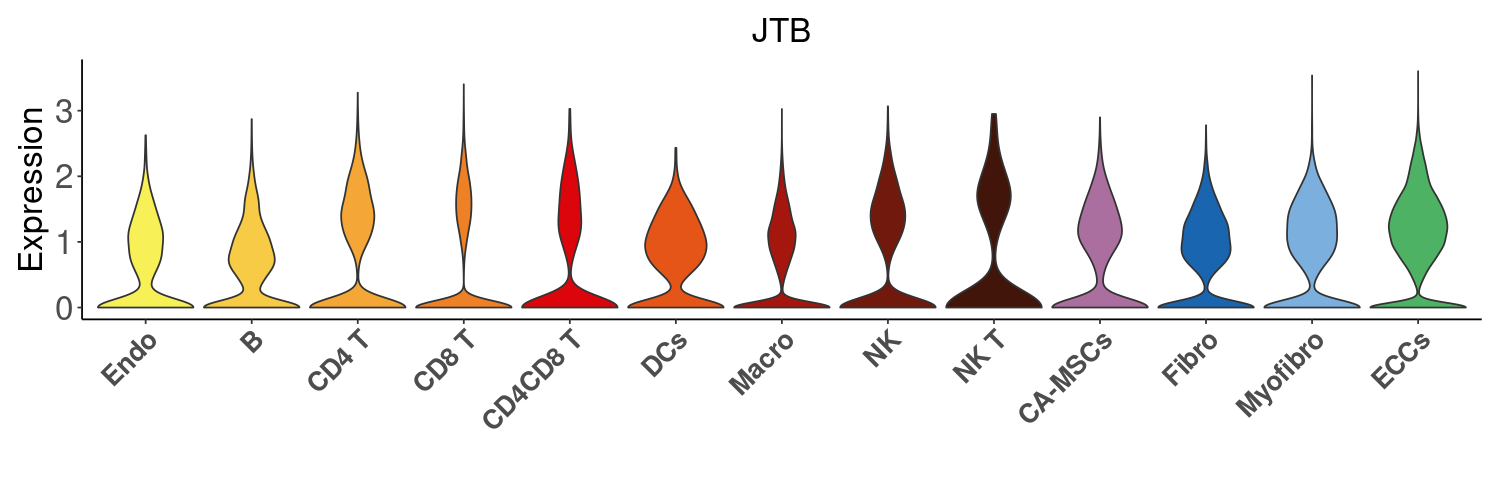 JTB
Expression
3
2
1
0
Endo
B
CD4 T
CD8 T
CD4CD8 T
DCs
Macro
NK
NK T
CA-MSCs
Fibro
Myofibro
ECCs